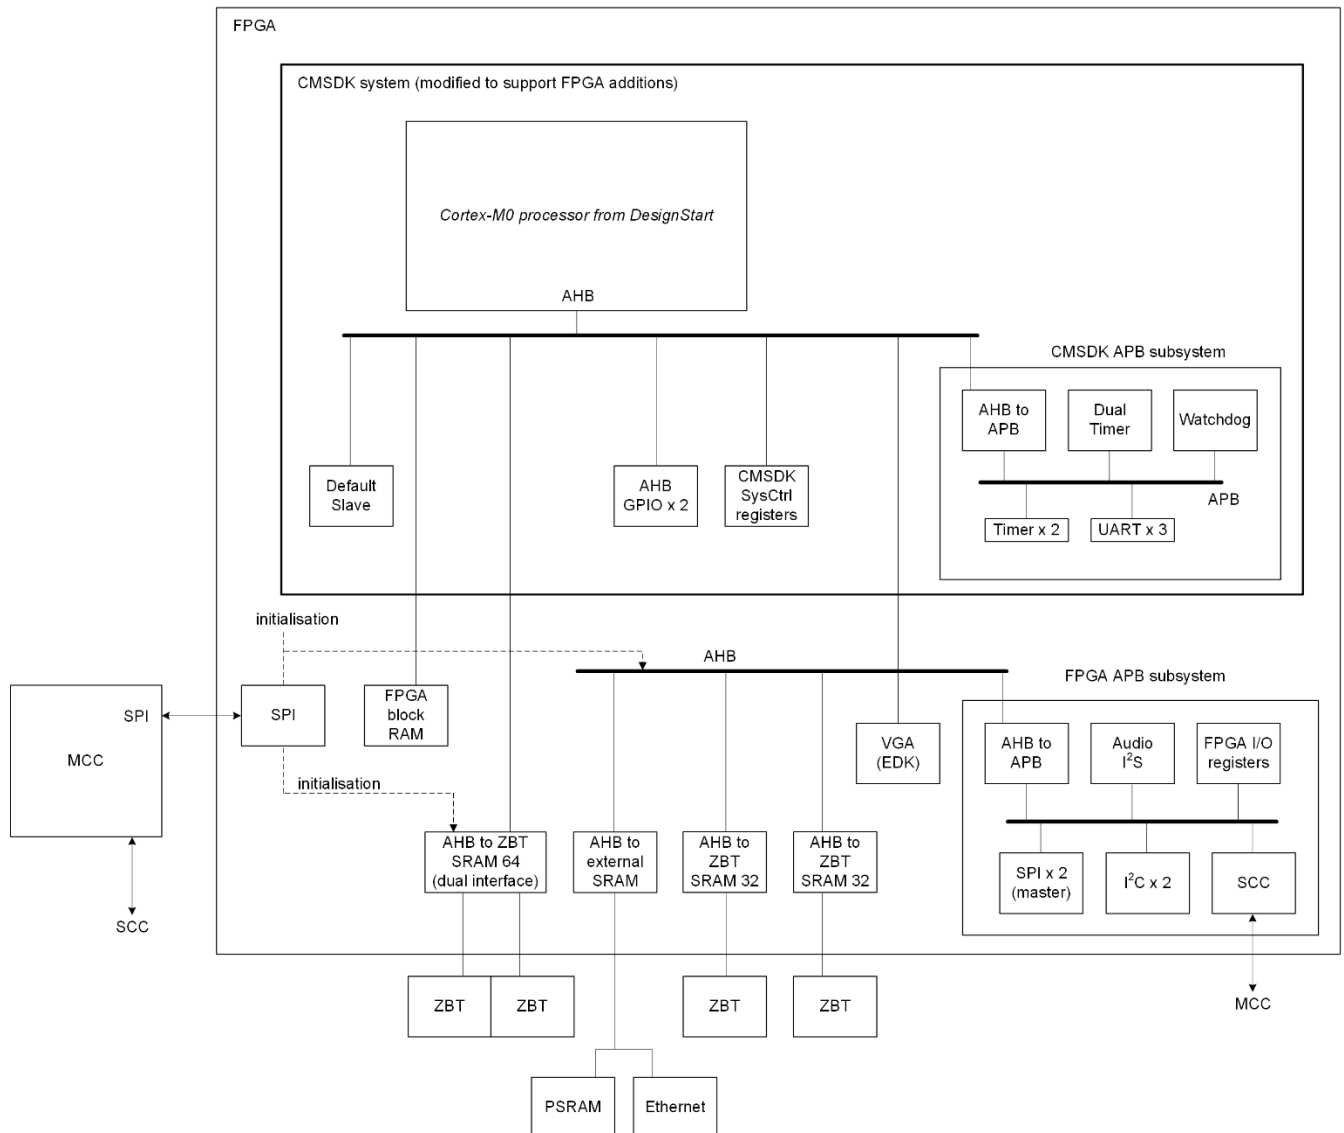 FPGA
CMSDK system (modified to support FPGA additions)
Cortex-M0 processor from DesignStart
AHB
CMSDK APB subsystem
AHB to
APB
Dual
Timer
Watchdog
Default
Slave
AHB
GPIO x 2
CMSDK
SysCtrl
registers
APB
Timer x 2
UART x 3
initialisation
AHB
FPGA APB subsystem
MCC
SPI
SPI
FPGA
block
RAM
VGA
(EDK)
AHB to
APB
Audio
I²S
FPGA I/O
registers
initialisation
AHB to ZBT
SRAM 64
(dual interface)
AHB to
external
SRAM
AHB to
ZBT
SRAM 32
AHB to
ZBT
SRAM 32
SPI x 2
(master)
I²C x 2
SCC
SCC
ZBT
ZBT
ZBT
ZBT
MCC
PSRAM
Ethernet